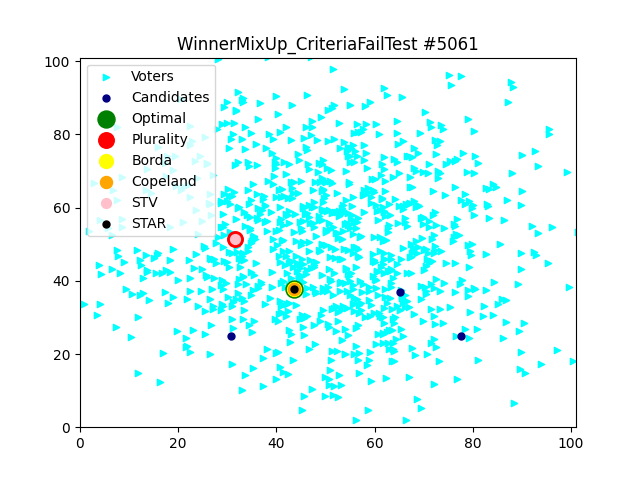 WinnerMixUp_CriteriaFailTest #5061
100
80
60
40
20
0
Voters
Candidates
Optimal
Plurality
Borda
Copeland
STV
STAR
0 20 40 60 80 100